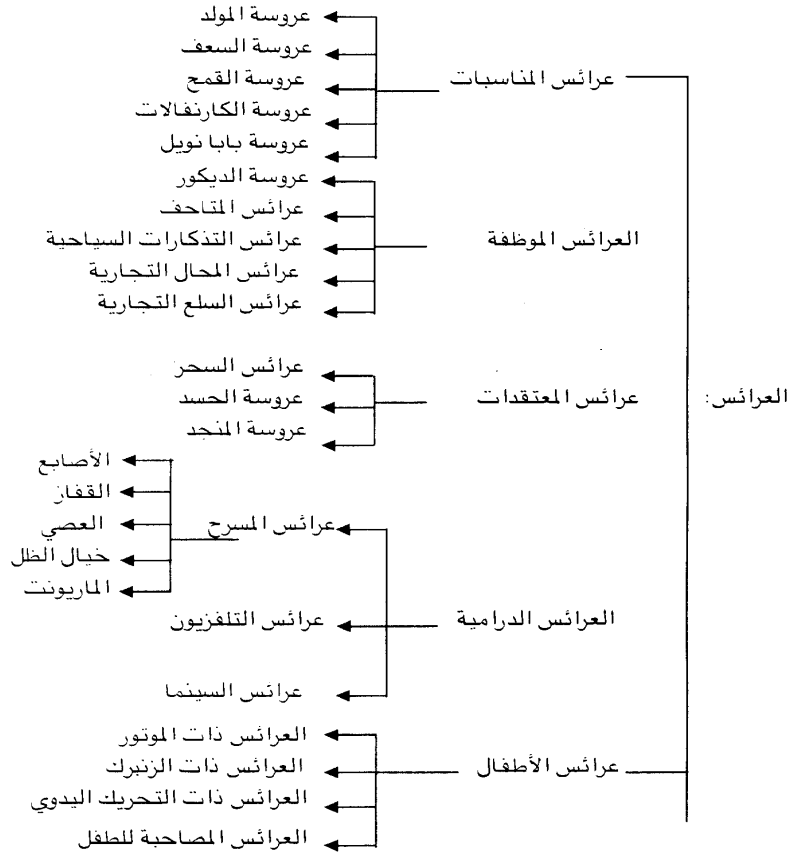 العرائس:
عرائس المناسبات
عروسة المولد
عروسة السعف
عروسة القمح
عروسة الكارنفالات
عروسة بابا نويل
العرائس الموظفة
عروسة الديكور
عرائس المتاحف
عرائس التذكارات السياحية
عرائس المحال التجارية
عرائس السلع التجارية
عرائس المعتقدات
عرائس السحر
عروسة الحسد
عروسة المنجد
العرائس الدرامية
عرائس المسرح
الأصابع
القفاز
العصي
خيال الظل
الماريونت
عرائس التلفزيون
عرائس السينما
عرائس الأطفال
العرائس ذات الموتور
العرائس ذات الزنبرك
العرائس ذات التحريك اليدوي
العرائس المصاحبة للطفل